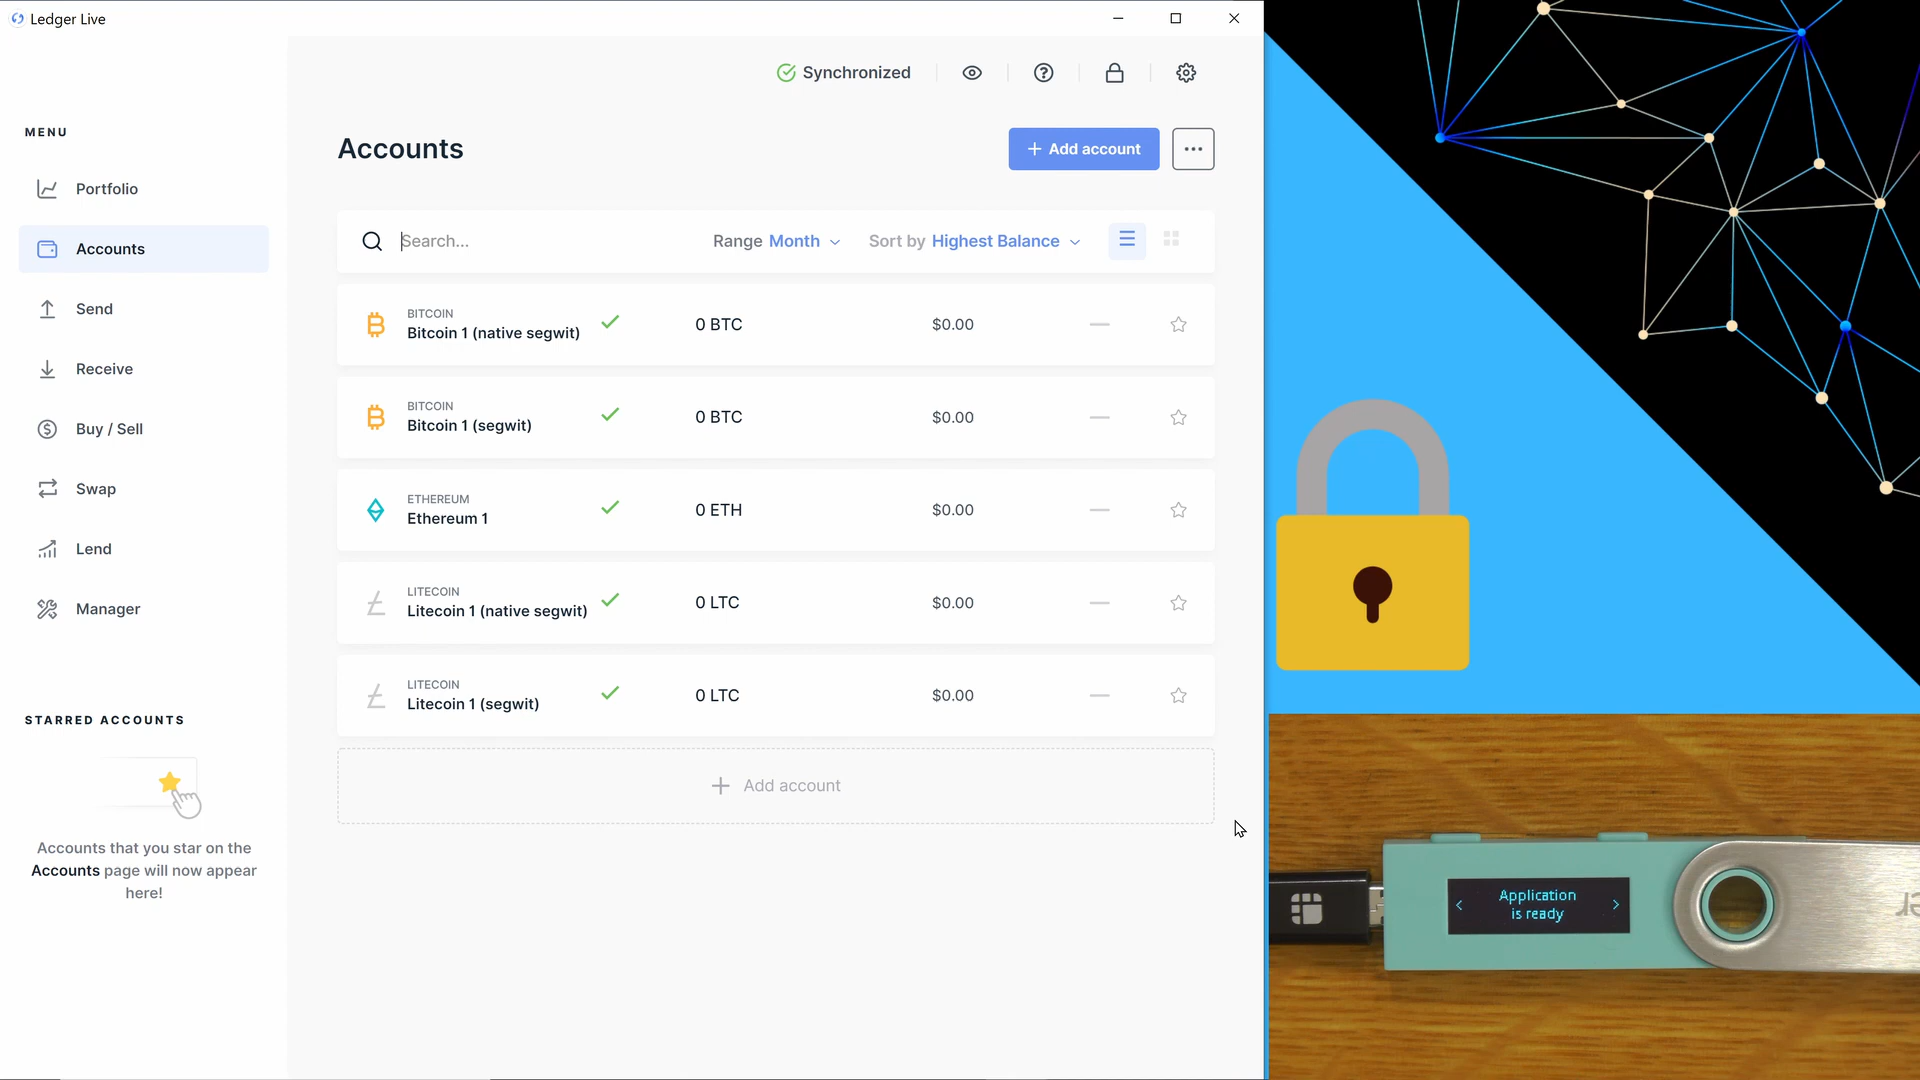 Ledger Live
Synchronized
MENU
Portfolio
Accounts
Send
Receive
Buy / Sell
Swap
Lend
Manager
STARRED ACCOUNTS
Accounts that you star on the
Accounts page will now appear
here!
Accounts
+ Add account
Search...
Range Month
Sort by Highest Balance
BITCOIN
Bitcoin 1 (native segwit)
0 BTC
$0.00
BITCOIN
Bitcoin 1 (segwit)
0 BTC
$0.00
ETHEREUM
Ethereum 1
0 ETH
$0.00
LITECOIN
Litecoin 1 (native segwit)
0 LTC
$0.00
LITECOIN
Litecoin 1 (segwit)
0 LTC
$0.00
+ Add account
Application
is ready